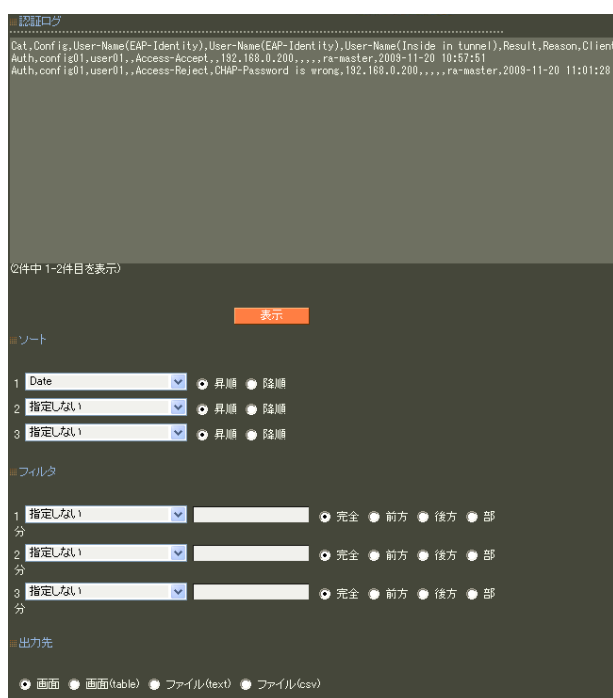 認証ログ
Cat,Config,User-Name(EAP-Identity),User-Name(EAP-Identity),User-Name(Inside in tunnel),Result,Reason,Client
Auth,config01,user01,,Access-Accept,,192.168.0.200,,,,,ra-master,2009-11-20 10:57:51
Auth,config01,user01,,Access-Reject,CHAP-Password is wrong,192.168.0.200,,,,,ra-master,2009-11-20 11:01:28
(2件中 1-2件目を表示)
表示
ソート
1 Date 昇順 降順
2 指定しない 昇順 降順
3 指定しない 昇順 降順
フィルタ
1 指定しない 完全 前方 後方 部
分
2 指定しない 完全 前方 後方 部
分
3 指定しない 完全 前方 後方 部
分
出力先
画面 画面(table) ファイル(text) ファイル(csv)